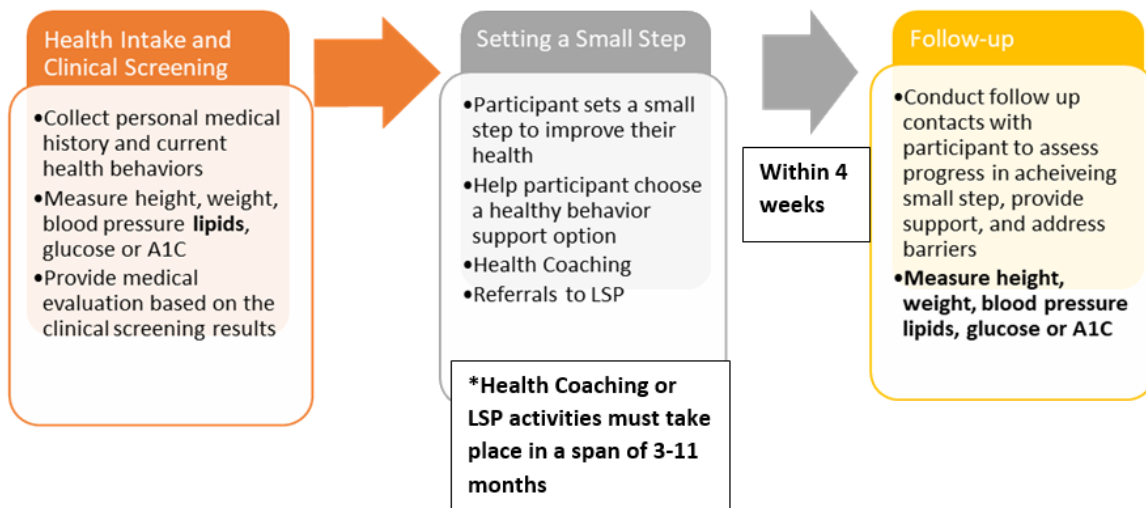 Health Intake and
Clinical Screening
•Collect personal medical
history and current
health behaviors
•Measure height, weight,
blood pressure lipids,
glucose or A1C
•Provide medical
evaluation based on the
clinical screening results
Setting a Small Step
•Participant sets a small
step to improve their
health
•Help participant choose
a healthy behavior
support option
•Health Coaching
•Referrals to LSP
*Health Coaching or
LSP activities must take
place in a span of 3-11
months
Within 4
weeks
Follow-up
•Conduct follow up
contacts with
participant to assess
progress in acheiveing
small step, provide
support, and address
barriers
•Measure height,
weight, blood pressure
lipids, glucose or A1C